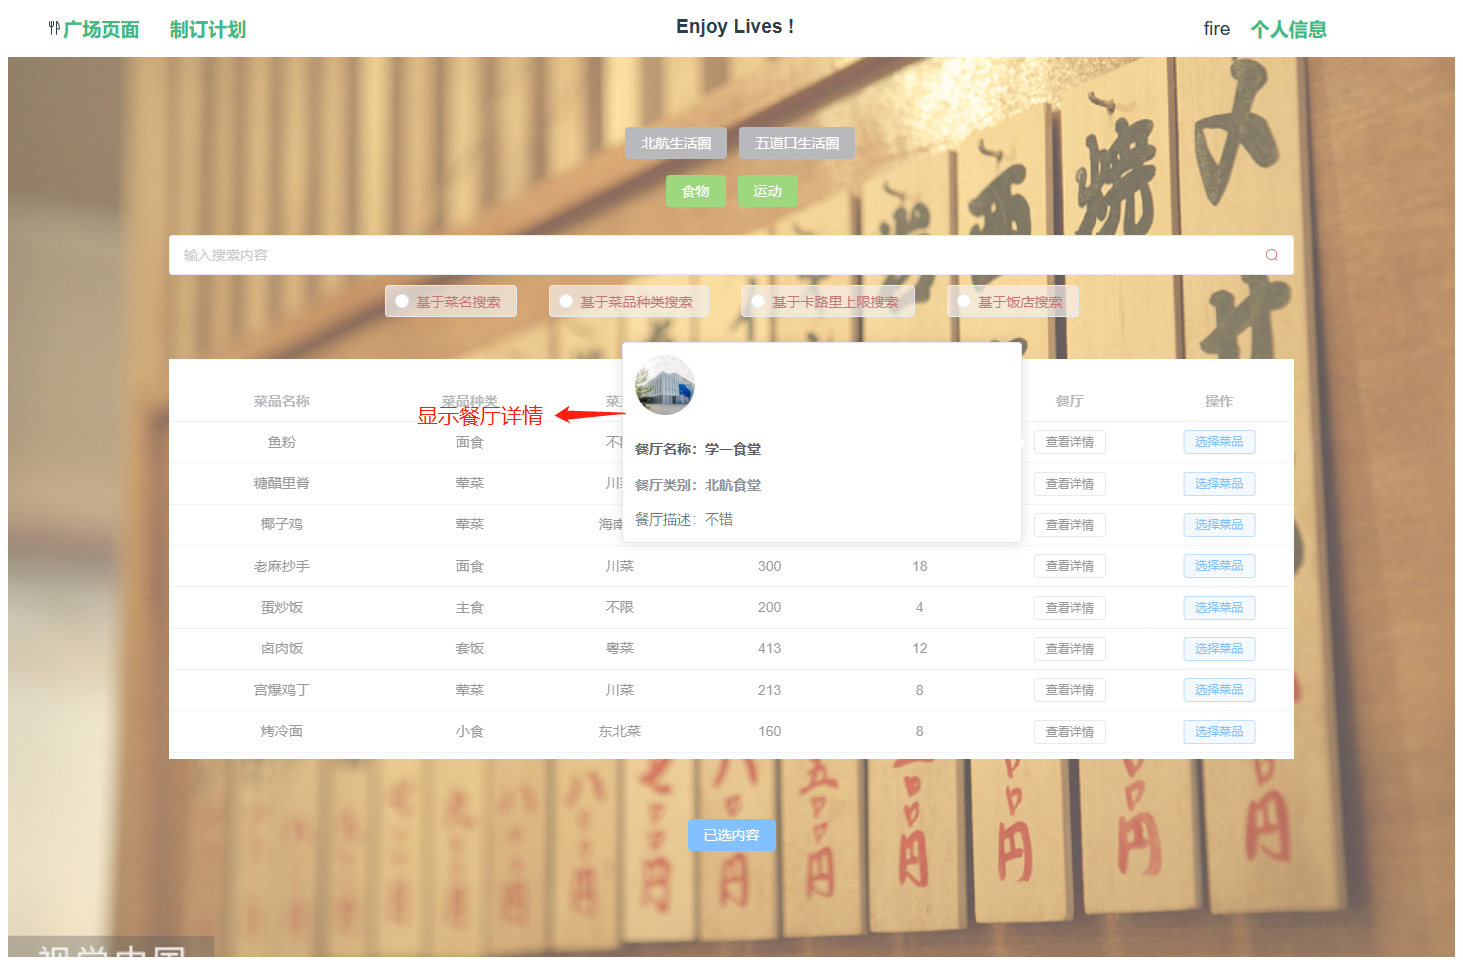 广场页面 制订计划 Enjoy Lives ! fire 个人信息
北航生活圈 五道口生活圈
食物 运动
输入搜索内容
基于菜名搜索 基于菜品种类搜索 基于卡路里上限搜索 基于饭店搜索
菜品名称 菜品种类 菜 餐厅 操作
显示餐厅详情
餐厅名称：学一食堂
餐厅类别：北航食堂
餐厅描述：不错
鱼粉 面食 不 查看详情 选择菜品
糖醋里脊 荤菜 川 查看详情 选择菜品
椰子鸡 荤菜 海南 查看详情 选择菜品
老麻抄手 面食 川菜 300 18 查看详情 选择菜品
蛋炒饭 主食 不限 200 4 查看详情 选择菜品
卤肉饭 套饭 粤菜 413 12 查看详情 选择菜品
宫爆鸡丁 荤菜 川菜 213 8 查看详情 选择菜品
烤冷面 小食 东北菜 160 8 查看详情 选择菜品
已选内容